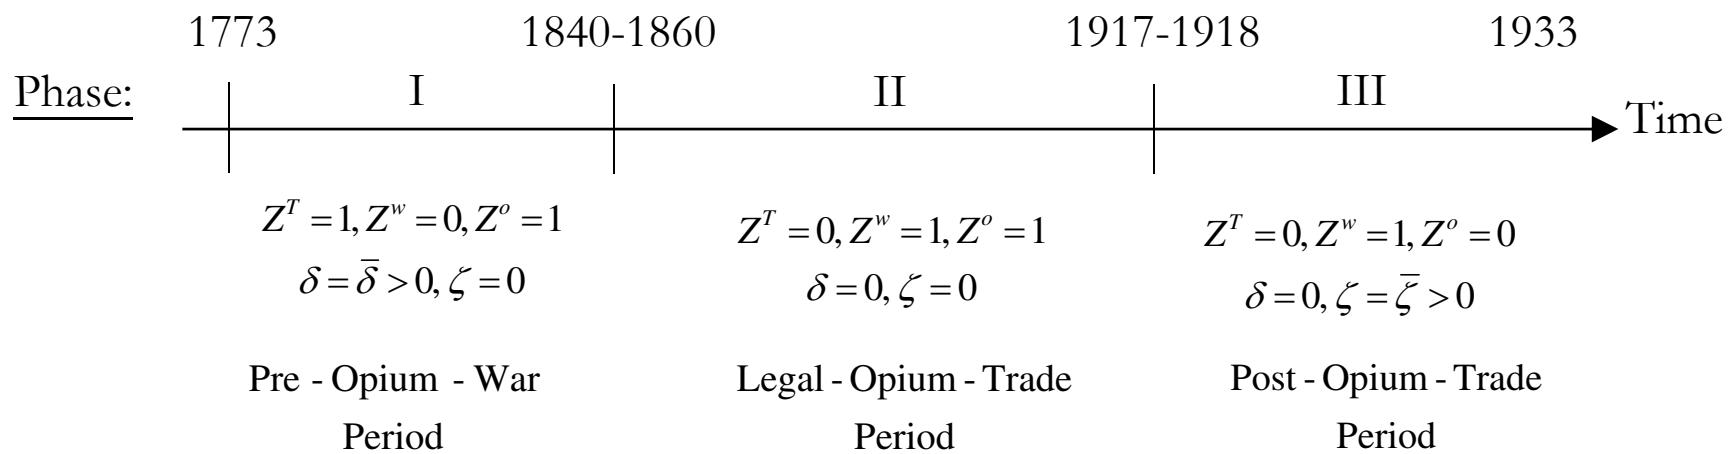 1773 1840-1860 1917-1918 1933
Phase: I II III
Time
Z^T = 1, Z^w = 0, Z^o = 1 Z^T = 0, Z^w = 1, Z^o = 1 Z^T = 0, Z^w = 1, Z^o = 0
δ = δ̄ > 0, ζ = 0 δ = 0, ζ = 0 δ = 0, ζ = ζ̄ > 0
Pre - Opium - War Legal - Opium - Trade Post - Opium - Trade
Period Period Period